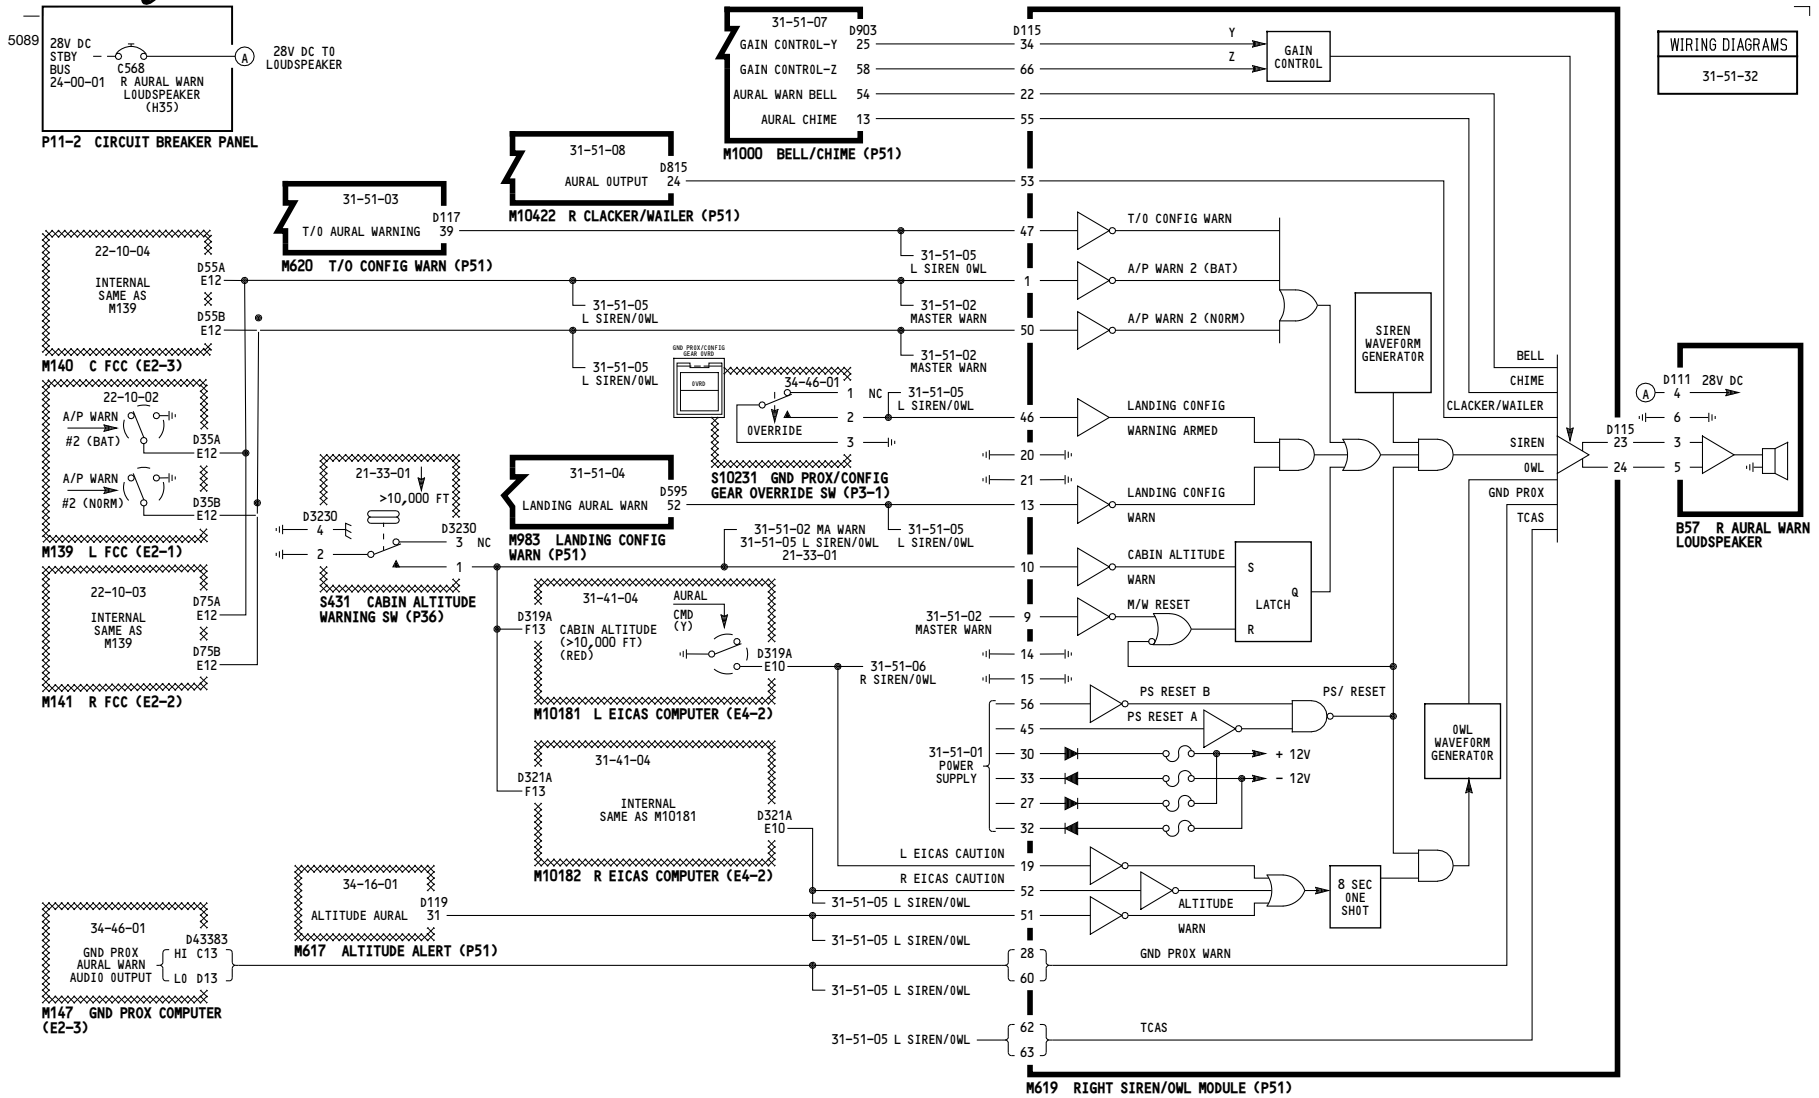 5089
28V DC
STBY
BUS
24-00-01
C568
R AURAL WARN
LOUDSPEAKER
(H35)
A
28V DC TO
LOUDSPEAKER
P11-2 CIRCUIT BREAKER PANEL
WIRING DIAGRAMS
31-51-32
31-51-07
D903
GAIN CONTROL-Y 25
GAIN CONTROL-Z 58
AURAL WARN BELL 54
AURAL CHIME 13
M1000 BELL/CHIME (P51)
D115
34
66
22
55
Y
Z
GAIN
CONTROL
31-51-08
D815
AURAL OUTPUT 24
M10422 R CLACKER/WAILER (P51)
53
31-51-03
D117
T/O AURAL WARNING 39
M620 T/O CONFIG WARN (P51)
31-51-05
L SIREN OWL
47
T/O CONFIG WARN
22-10-04
INTERNAL
SAME AS
M139
D55A
E12
D55B
E12
M140 C FCC (E2-3)
31-51-05
L SIREN/OWL
31-51-02
MASTER WARN
1
A/P WARN 2 (BAT)
31-51-05
L SIREN/OWL
31-51-02
MASTER WARN
50
A/P WARN 2 (NORM)
22-10-02
A/P WARN
#2 (BAT)
D35A
E12
A/P WARN
#2 (NORM)
D35B
E12
M139 L FCC (E2-1)
22-10-03
INTERNAL
SAME AS
M139
D75A
E12
D75B
E12
M141 R FCC (E2-2)
GND PROX/CONFIG
GEAR OVRD
OVRD
34-46-01
1 NC
2
3
OVERRIDE
31-51-05
L SIREN/OWL
S10231 GND PROX/CONFIG
GEAR OVERRIDE SW (P3-1)
46
LANDING CONFIG
WARNING ARMED
20
21
13
LANDING CONFIG
WARN
21-33-01
>10,000 FT
D3230
4
2
D3230
3 NC
1
S431 CABIN ALTITUDE
WARNING SW (P36)
31-51-04
D595
LANDING AURAL WARN 52
M983 LANDING CONFIG
WARN (P51)
31-51-02 MA WARN
31-51-05 L SIREN/OWL
21-33-01
31-51-05
L SIREN/OWL
10
CABIN ALTITUDE
WARN
31-51-02
MASTER WARN
9
M/W RESET
S
Q
LATCH
R
14
15
31-41-04
AURAL
CMD
(Y)
D319A
F13
CABIN ALTITUDE
(>10,000 FT)
(RED)
D319A
E10
M10181 L EICAS COMPUTER (E4-2)
31-51-06
R SIREN/OWL
31-41-04
D321A
F13
INTERNAL
SAME AS M10181
D321A
E10
M10182 R EICAS COMPUTER (E4-2)
31-51-01
POWER
SUPPLY
56
45
30
33
27
32
PS RESET B
PS RESET A
PS/ RESET
+ 12V
- 12V
SIREN
WAVEFORM
GENERATOR
OWL
WAVEFORM
GENERATOR
BELL
CHIME
CLACKER/WAILER
SIREN
OWL
GND PROX
TCAS
D115
23
24
A
D111
4
28V DC
6
3
5
B57 R AURAL WARN
LOUDSPEAKER
L EICAS CAUTION 19
R EICAS CAUTION 52
31-51-05 L SIREN/OWL
51
ALTITUDE
WARN
8 SEC
ONE
SHOT
34-16-01
D119
ALTITUDE AURAL 31
M617 ALTITUDE ALERT (P51)
31-51-05 L SIREN/OWL
34-46-01
D43383
GND PROX
AURAL WARN
AUDIO OUTPUT
HI C13
LO D13
M147 GND PROX COMPUTER
(E2-3)
28
60
GND PROX WARN
31-51-05 L SIREN/OWL
31-51-05 L SIREN/OWL
62
63
TCAS
M619 RIGHT SIREN/OWL MODULE (P51)